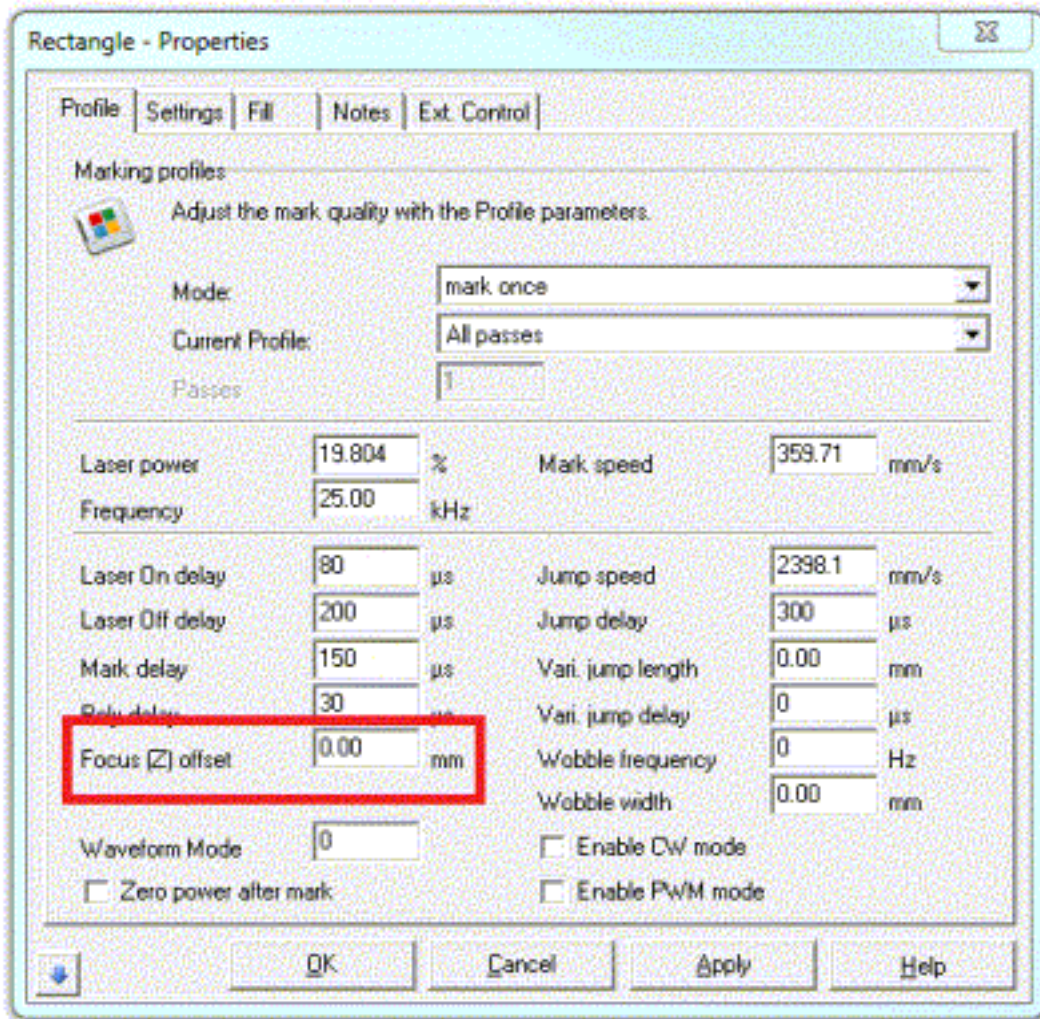 Rectangle - Properties
Profile Settings Fill Notes Ext. Control
Marking profiles
Adjust the mark quality with the Profile parameters.
Mode: mark once
Current Profile: All passes
Passes 1
Laser power 19.804 % Mark speed 359.71 mm/s
Frequency 25.00 kHz
Laser On delay 80 µs Jump speed 2398.1 mm/s
Laser Off delay 200 µs Jump delay 300 µs
Mark delay 150 µs Vari. jump length 0.00 mm
Poly delay 30 µs Vari. jump delay 0 µs
Focus (Z) offset 0.00 mm Wobble frequency 0 Hz
Wobble width 0.00 mm
Waveform Mode 0 Enable CW mode
Zero power after mark Enable PWM mode
OK Cancel Apply Help